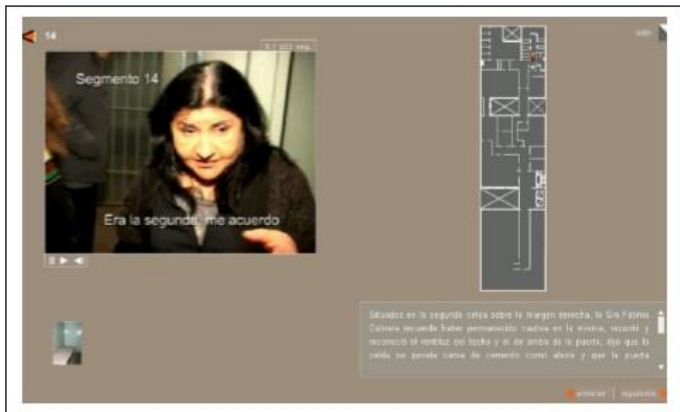 14
Segmento 14
Era la segunda, me acuerdo
Situados en la segunda celda sobre la margen derecha, la Sra Fátima
Cabrera recuerda haber permanecido cautiva en la misma, recordó y
reconoció el ventiluz del techo y el de arriba de la puerta, dijo que la
celda no poseía cama de cemento como ahora y que la puerta
anterior | siguiente